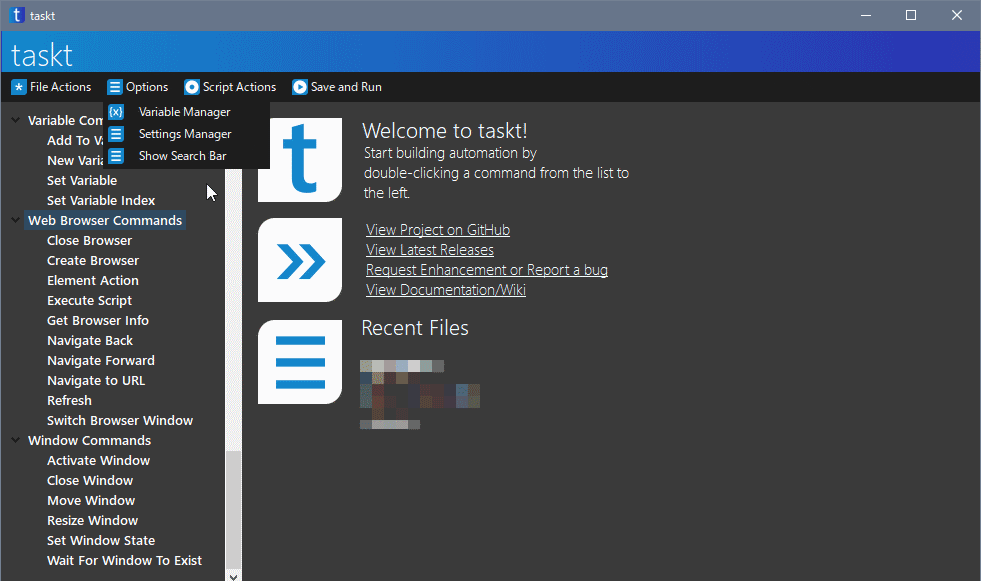 taskt
taskt
File Actions
Options
Script Actions
Save and Run
Variable Manager
Settings Manager
Show Search Bar
Variable
Add To
New
Set Variable
Set Variable Index
Web Browser Commands
Close Browser
Create Browser
Element Action
Execute Script
Get Browser Info
Navigate Back
Navigate Forward
Navigate to URL
Refresh
Switch Browser Window
Window Commands
Activate Window
Close Window
Move Window
Resize Window
Set Window State
Wait For Window To Exist
Welcome to taskt!
Start building automation by
double-clicking a command from the list to
the left.
View Project on GitHub
View Latest Releases
Request Enhancement or Report a bug
View Documentation/Wiki
Recent Files